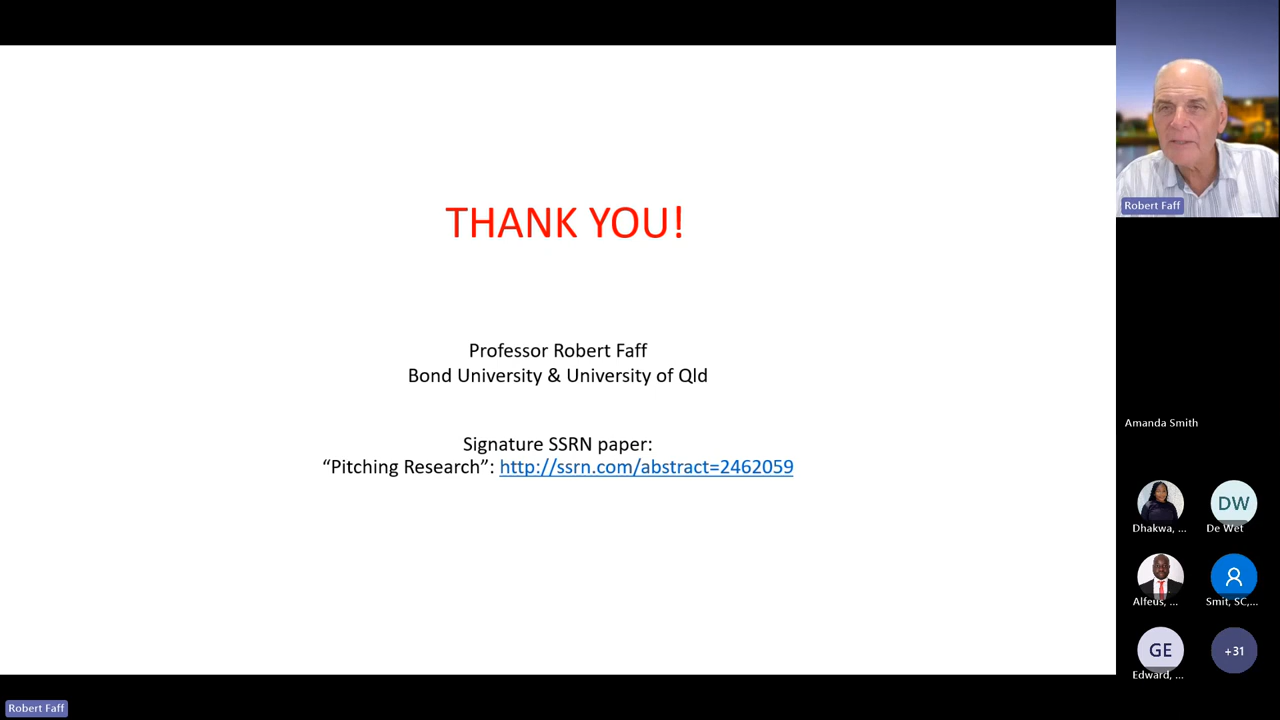 THANK YOU!
Professor Robert Faff
Bond University & University of Qld
Signature SSRN paper:
“Pitching Research”: http://ssrn.com/abstract=2462059
Robert Faff
Amanda Smith
DW
Dhakwa, ...
De Wet
Alfeus, ...
Smit, SC,...
GE
+31
Edward, ...
Robert Faff